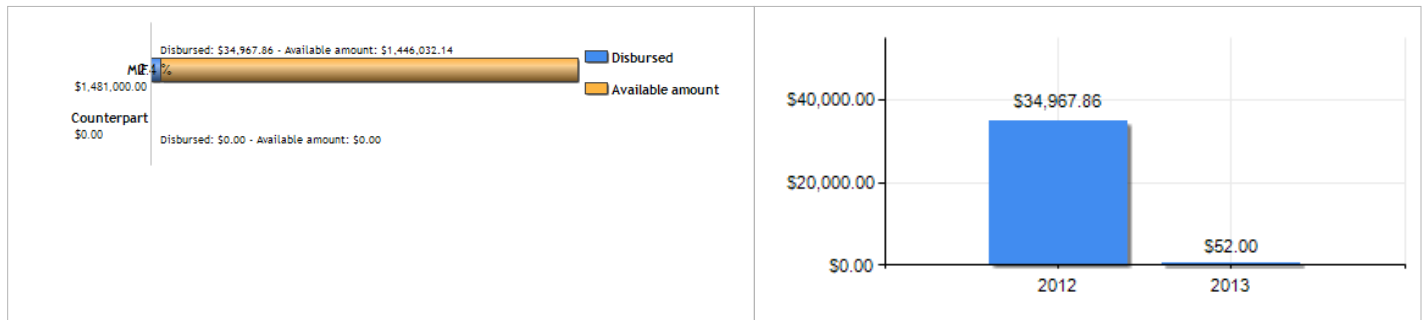 Disbursed: $34,967.86 - Available amount: $1,446,032.14
MIF
$1,481,000.00
Counterpart
$0.00
Disbursed: $0.00 - Available amount: $0.00
Disbursed
Available amount
$40,000.00
$20,000.00
$0.00
$34,967.86
$52.00
2012
2013